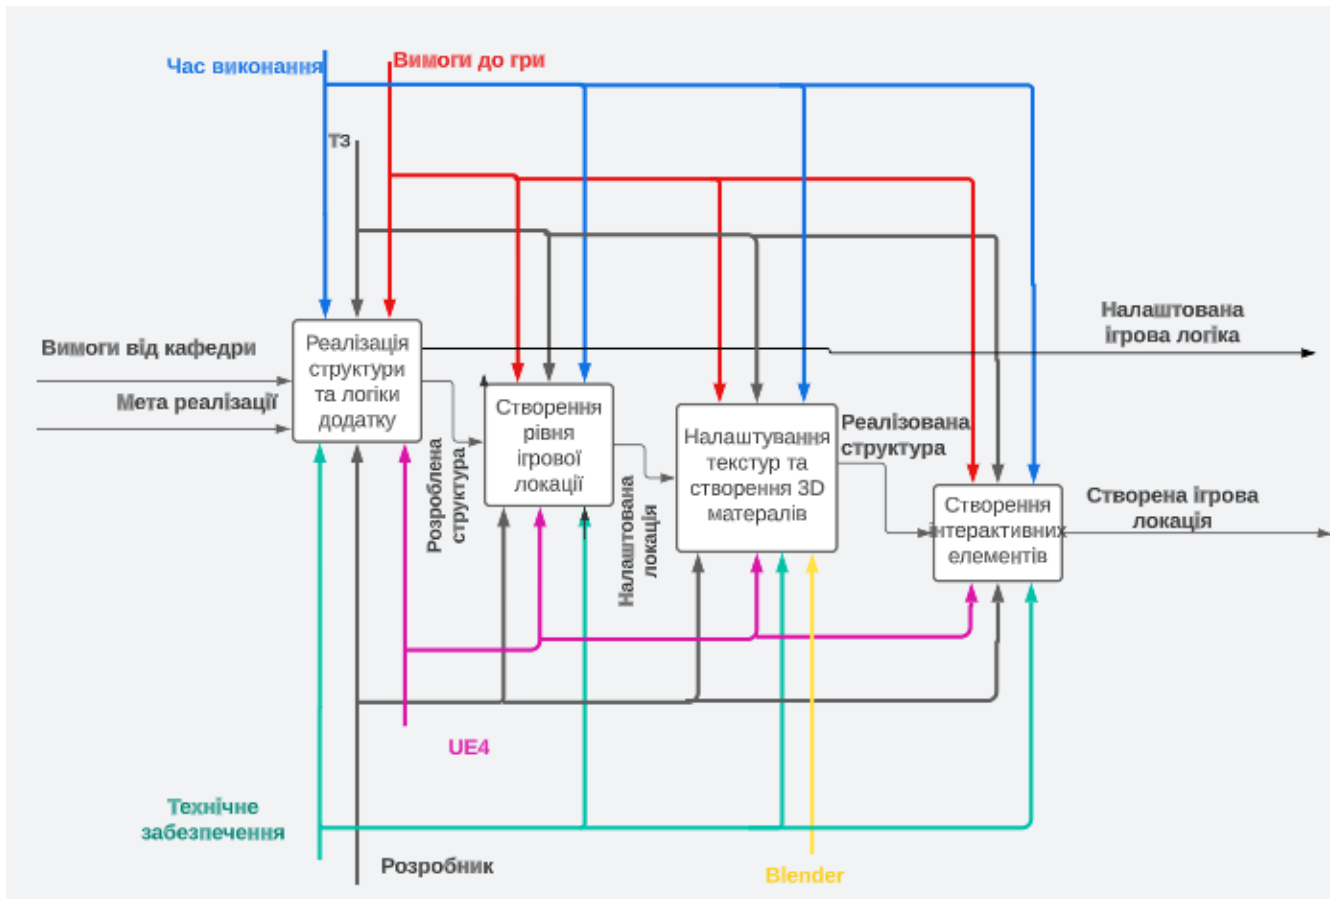 Час виконання
Вимоги до гри
ТЗ
Вимоги від кафедри
Мета реалізації
Реалізація
структури
та логіки
додатку
Налаштована
ігрова логіка
Розроблена
структура
Створення
рівня
ігрової
локації
Налаштована
локація
Налаштування
текстур та
створення 3D
матералів
Реалізована
структура
Створення
інтерактивних
елементів
Створена ігрова
локація
UE4
Технічне
забезпечення
Розробник
Blender